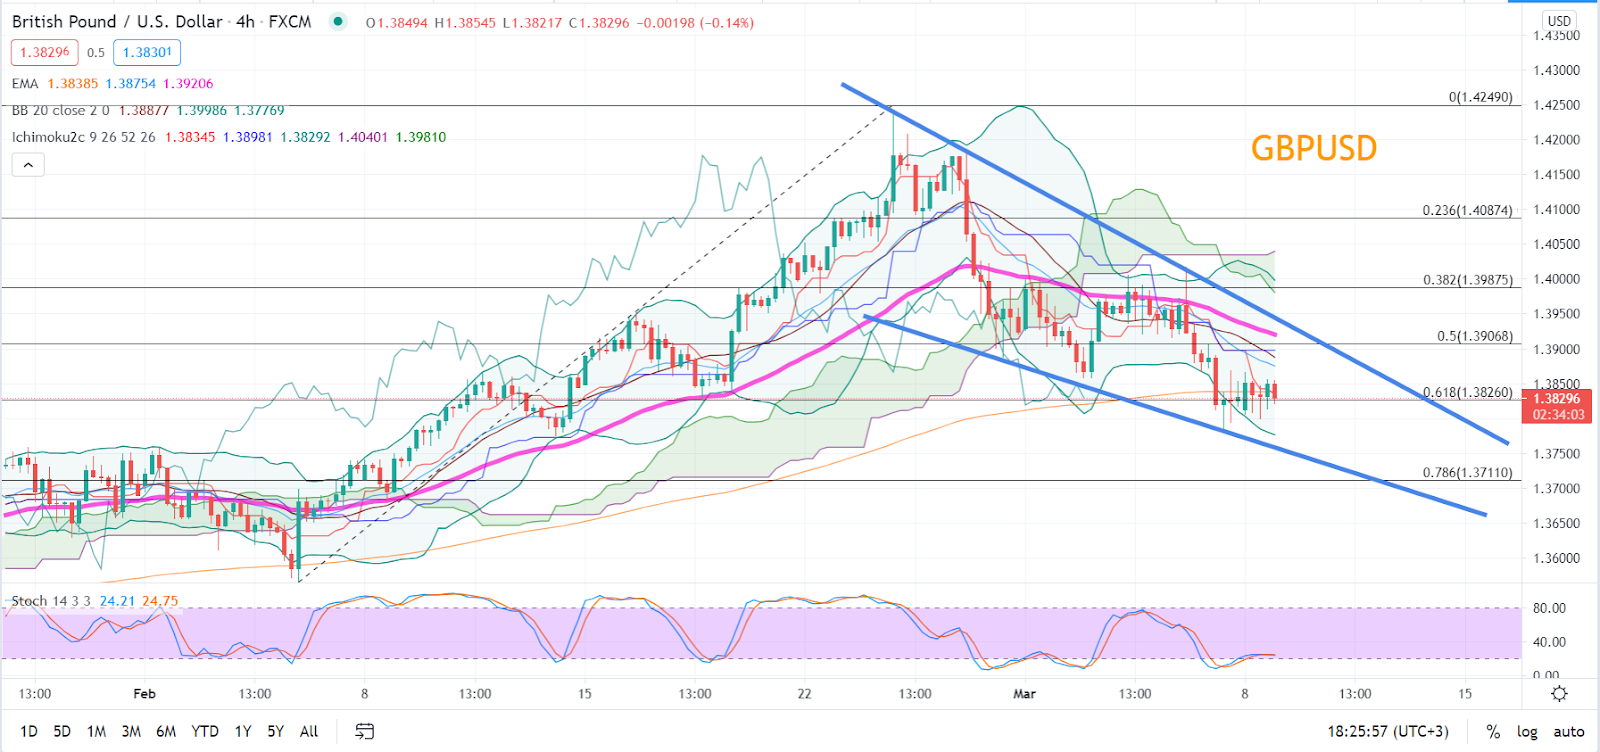 British Pound / U.S. Dollar · 4h · FXCM O1.38494 H1.38545 L1.38217 C1.38296 −0.00198 (−0.14%)
1.38296 0.5 1.38301
EMA 1.38385 1.38754 1.39206
BB 20 close 2 0 1.38877 1.39986 1.37769
Ichimoku2c 9 26 52 26 1.38345 1.38981 1.38292 1.40401 1.39810
GBPUSD
0(1.42490)
0.236(1.40874)
0.382(1.39875)
0.5(1.39068)
0.618(1.38260)
0.786(1.37110)
USD
1.43500
1.43000
1.42500
1.42000
1.41500
1.41000
1.40500
1.40000
1.39500
1.39000
1.38500
1.38296
02:34:03
1.37500
1.37000
1.36500
1.36000
Stoch 14 3 3 24.21 24.75
80.00
40.00
0.00
13:00 Feb 13:00 8 13:00 15 13:00 22 13:00 Mar 13:00 8 13:00 15
1D 5D 1M 3M 6M YTD 1Y 5Y All 18:25:57 (UTC+3) % log auto